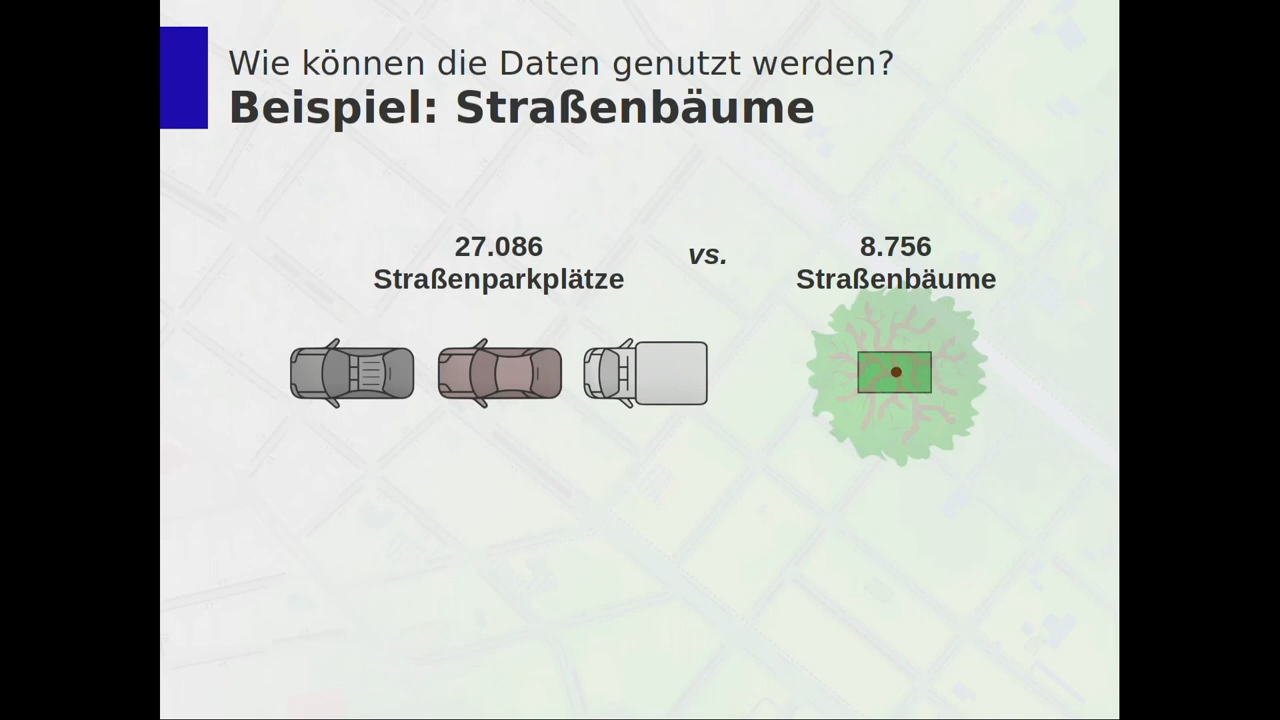 Wie können die Daten genutzt werden?
Beispiel: Straßenbäume
27.086
Straßenparkplätze
vs.
8.756
Straßenbäume